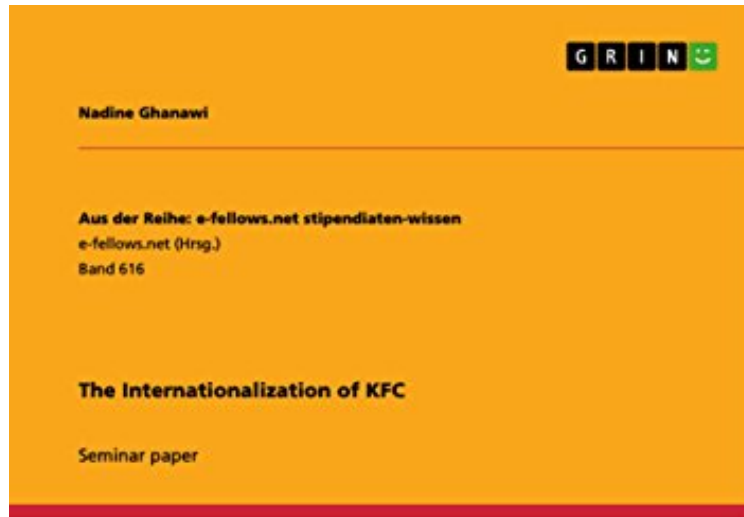 GRIN
Nadine Ghanawi
Aus der Reihe: e-fellows.net stipendiaten-wissen
e-fellows.net (Hrsg.)
Band 616
The Internationalization of KFC
Seminar paper